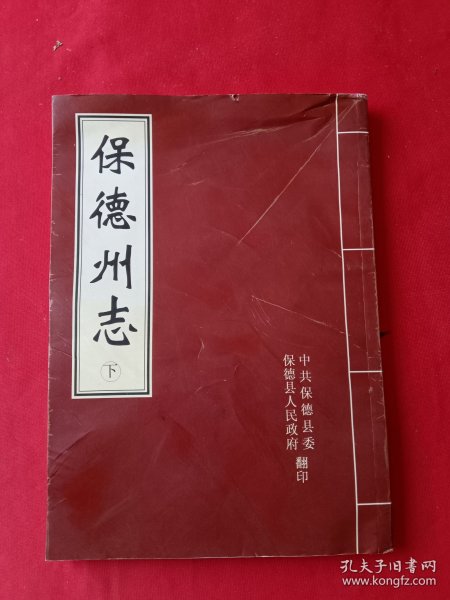 保德州志
下
中共保德县委
保德县人民政府
翻印
孔夫子旧书网
www.kongfz.com